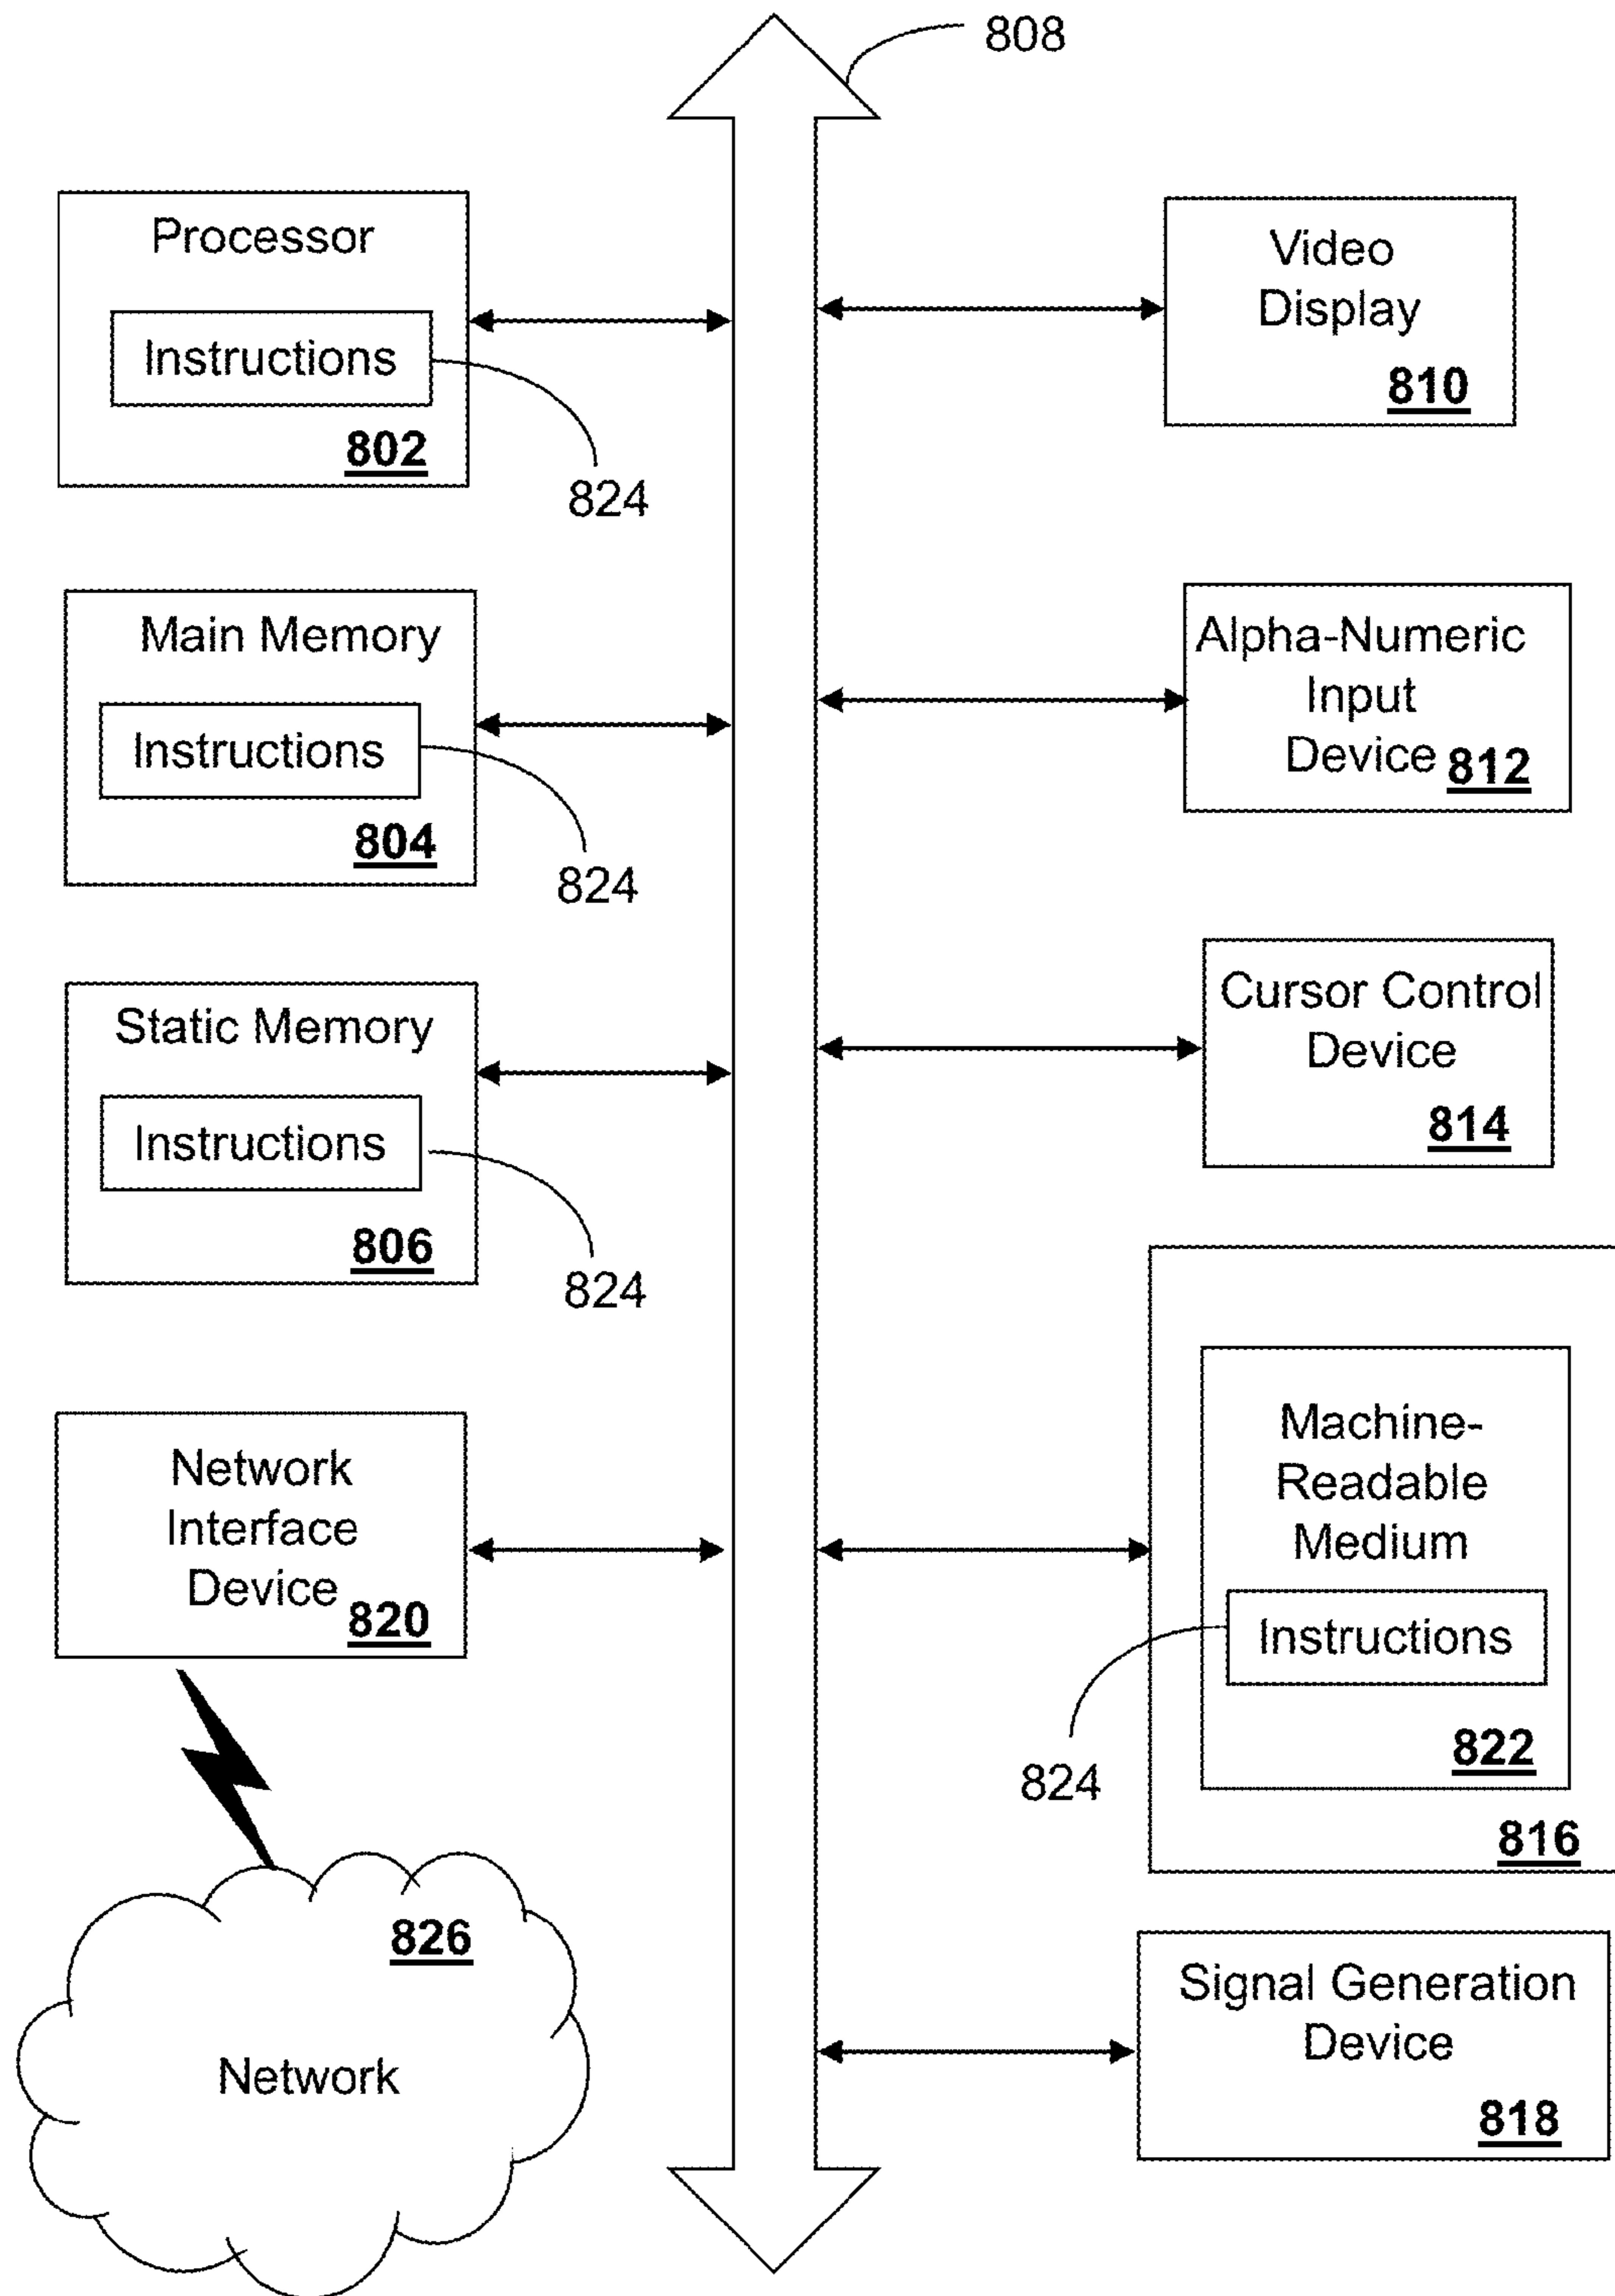 808
Processor
Instructions
802
824
Main Memory
Instructions
804
824
Static Memory
Instructions
806
824
Network
Interface
Device
820
826
Network
Video
Display
810
Alpha-Numeric
Input
Device
812
Cursor Control
Device
814
Machine-
Readable
Medium
Instructions
822
824
816
Signal Generation
Device
818